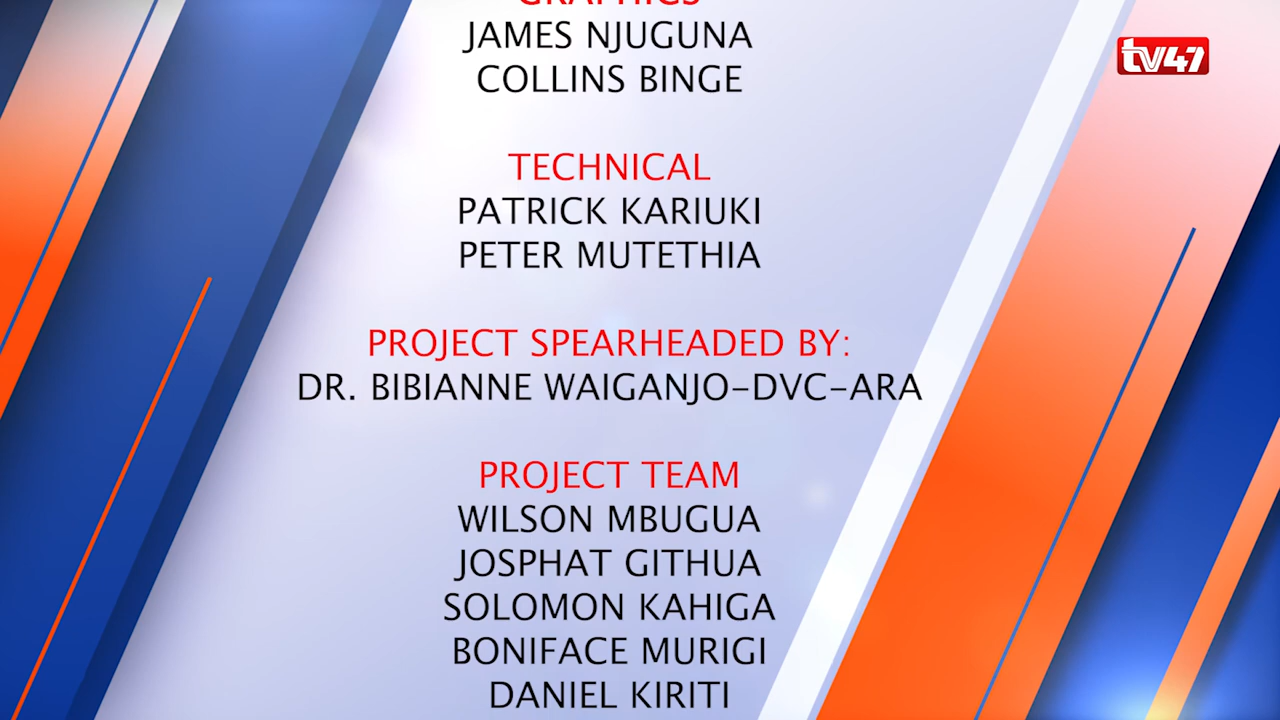 GRAPHICS
JAMES NJUGUNA
COLLINS BINGE
tv47
TECHNICAL
PATRICK KARIUKI
PETER MUTETHIA
PROJECT SPEARHEADED BY:
DR. BIBIANNE WAIGANJO-DVC-ARA
PROJECT TEAM
WILSON MBUGUA
JOSPHAT GITHUA
SOLOMON KAHIGA
BONIFACE MURIGI
DANIEL KIRITI